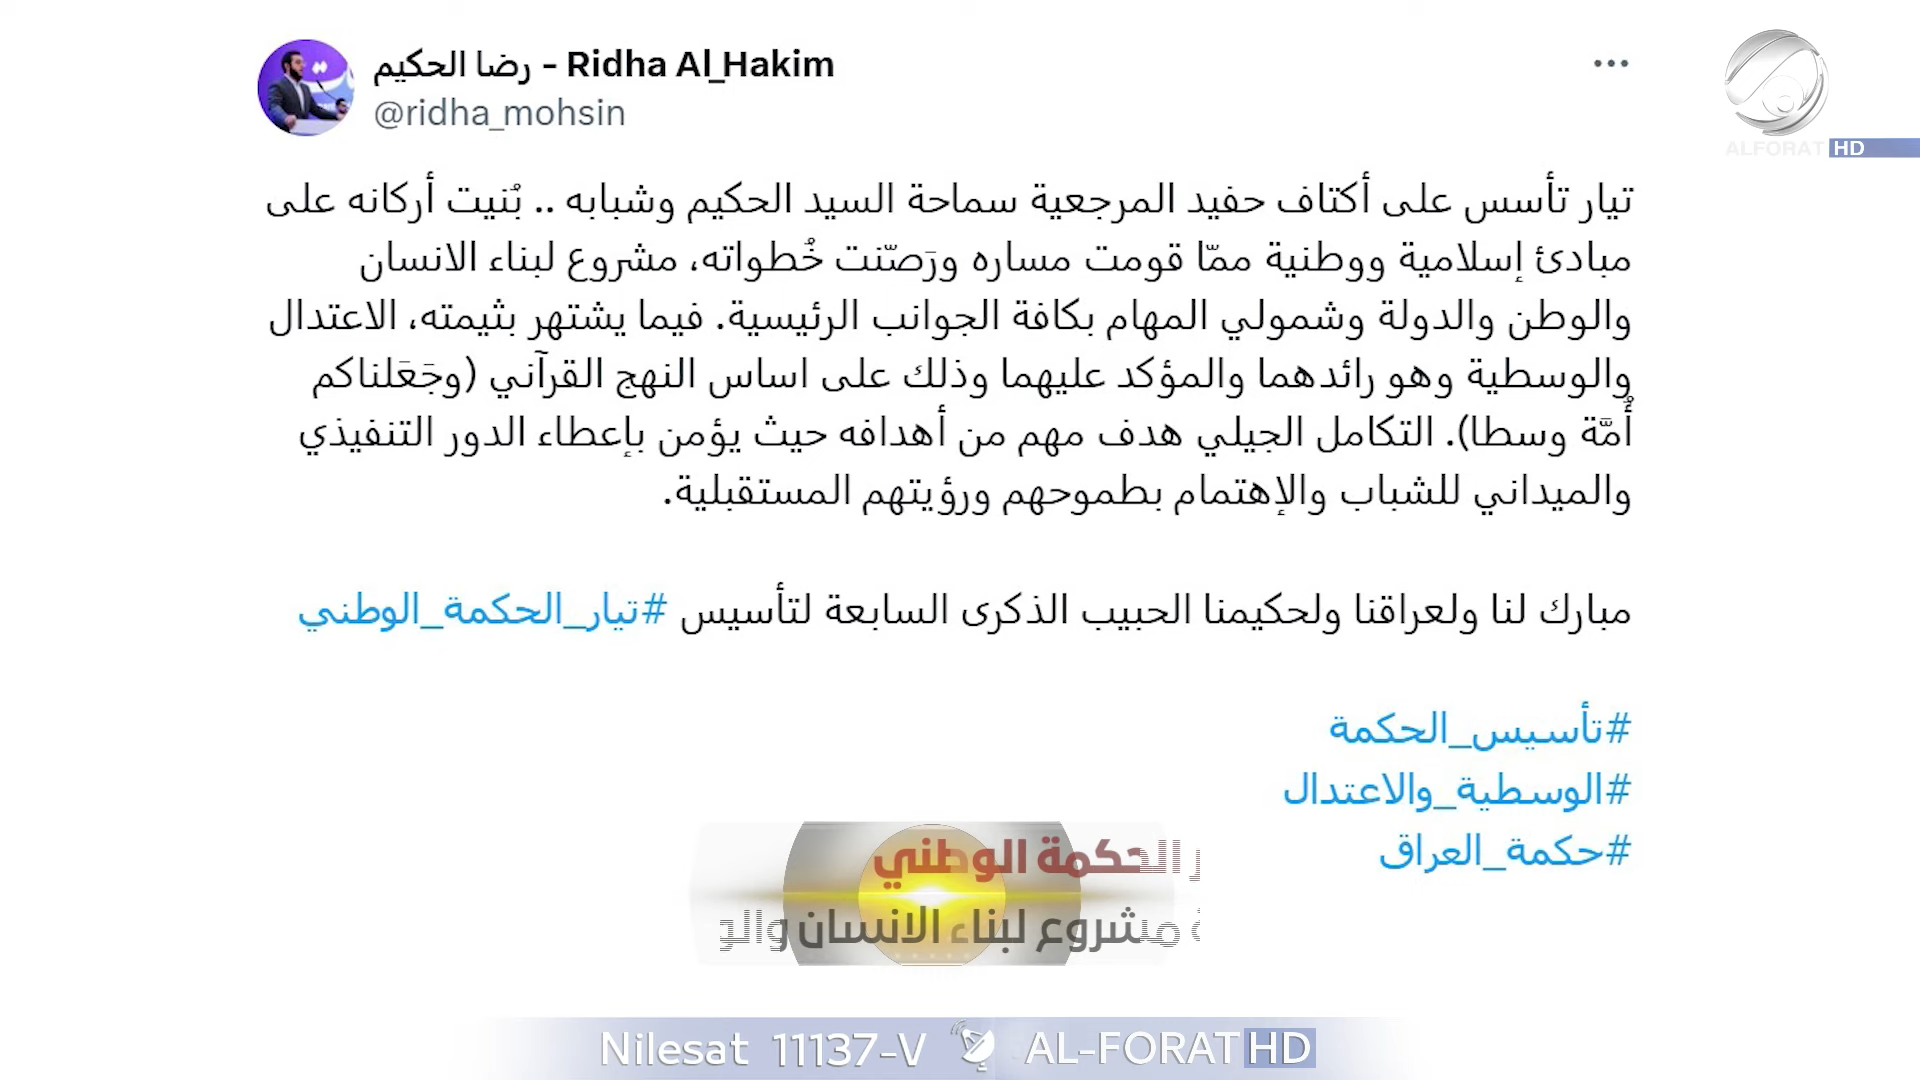 رضا الحكيم - Ridha Al_Hakim
@ridha_mohsin
ALFORAT HD
تيار تأسس على أكتاف حفيد المرجعية سماحة السيد الحكيم وشبابه .. بُنيت أركانه على
مبادئ إسلامية ووطنية ممّا قومت مساره ورَصّنت خُطواته، مشروع لبناء الانسان
والوطن والدولة وشمولي المهام بكافة الجوانب الرئيسية. فيما يشتهر بثيمته، الاعتدال
والوسطية وهو رائدهما والمؤكد عليهما وذلك على اساس النهج القرآني (وجَعَلناكم
أُمَّة وسطا). التكامل الجيلي هدف مهم من أهدافه حيث يؤمن بإعطاء الدور التنفيذي
والميداني للشباب والإهتمام بطموحهم ورؤيتهم المستقبلية.
مبارك لنا ولعراقنا ولحكيمنا الحبيب الذكرى السابعة لتأسيس #تيار_الحكمة_الوطني
#تأسيس_الحكمة
#الوسطية_والاعتدال
#حكمة_العراق
الحكمة الوطني
مشروع لبناء الانسان
Nilesat 11137-V AL-FORAT HD